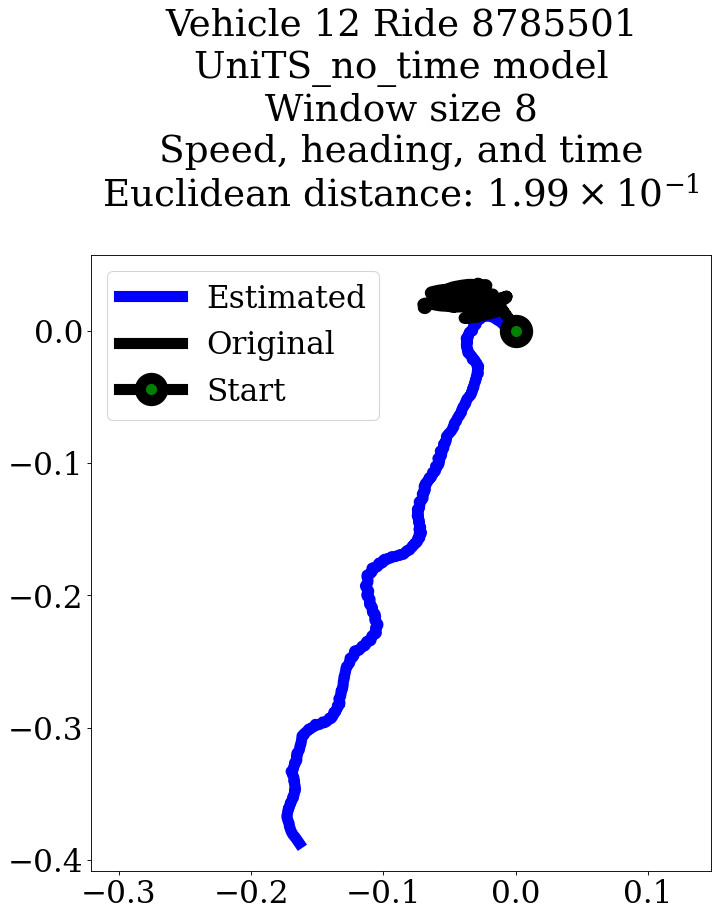 Vehicle 12 Ride 8785501
UniTS_no_time model
Window size 8
Speed, heading, and time
Euclidean distance: 1.99 × 10⁻¹
Estimated
Original
Start
0.0
−0.1
−0.2
−0.3
−0.4
−0.3 −0.2 −0.1 0.0 0.1